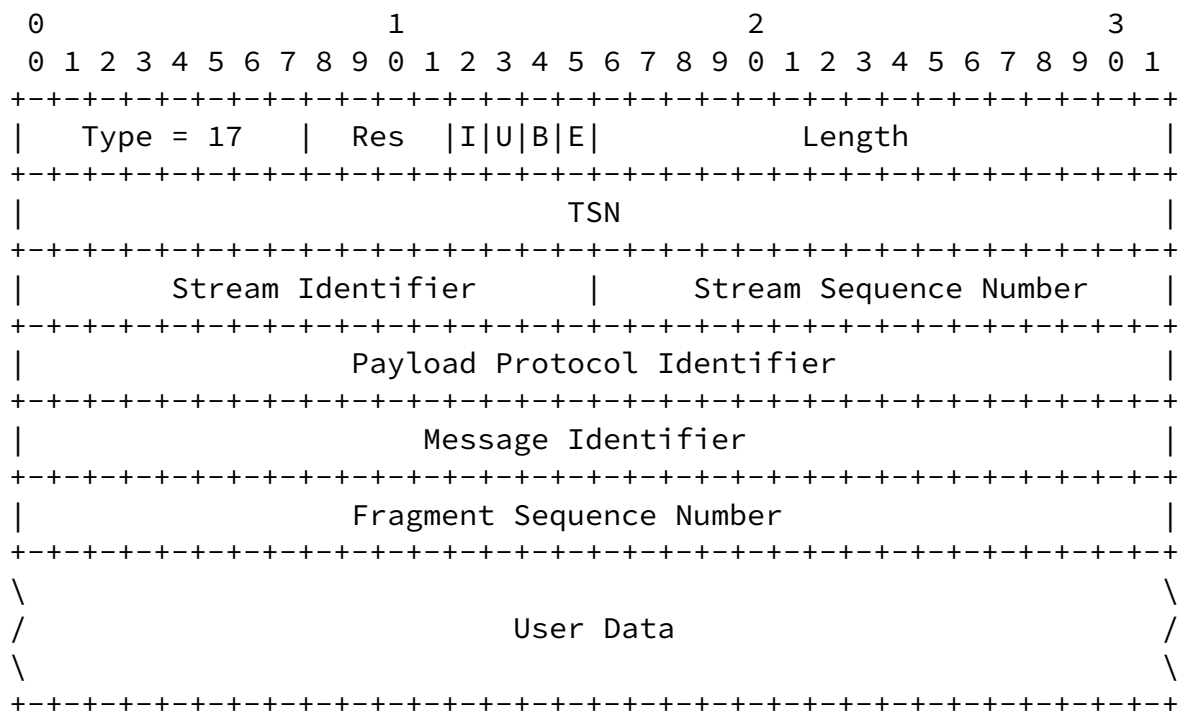 0                   1                   2                   3
 0 1 2 3 4 5 6 7 8 9 0 1 2 3 4 5 6 7 8 9 0 1 2 3 4 5 6 7 8 9 0 1
+-+-+-+-+-+-+-+-+-+-+-+-+-+-+-+-+-+-+-+-+-+-+-+-+-+-+-+-+-+-+-+-+
|   Type = 17   |  Res  |I|U|B|E|           Length              |
+-+-+-+-+-+-+-+-+-+-+-+-+-+-+-+-+-+-+-+-+-+-+-+-+-+-+-+-+-+-+-+-+
|                              TSN                              |
+-+-+-+-+-+-+-+-+-+-+-+-+-+-+-+-+-+-+-+-+-+-+-+-+-+-+-+-+-+-+-+-+
|        Stream Identifier      |     Stream Sequence Number    |
+-+-+-+-+-+-+-+-+-+-+-+-+-+-+-+-+-+-+-+-+-+-+-+-+-+-+-+-+-+-+-+-+
|                  Payload Protocol Identifier                  |
+-+-+-+-+-+-+-+-+-+-+-+-+-+-+-+-+-+-+-+-+-+-+-+-+-+-+-+-+-+-+-+-+
|                      Message Identifier                       |
+-+-+-+-+-+-+-+-+-+-+-+-+-+-+-+-+-+-+-+-+-+-+-+-+-+-+-+-+-+-+-+-+
|                  Fragment Sequence Number                     |
+-+-+-+-+-+-+-+-+-+-+-+-+-+-+-+-+-+-+-+-+-+-+-+-+-+-+-+-+-+-+-+-+
\                                                               \
/                           User Data                           /
\                                                               \
+-+-+-+-+-+-+-+-+-+-+-+-+-+-+-+-+-+-+-+-+-+-+-+-+-+-+-+-+-+-+-+-+